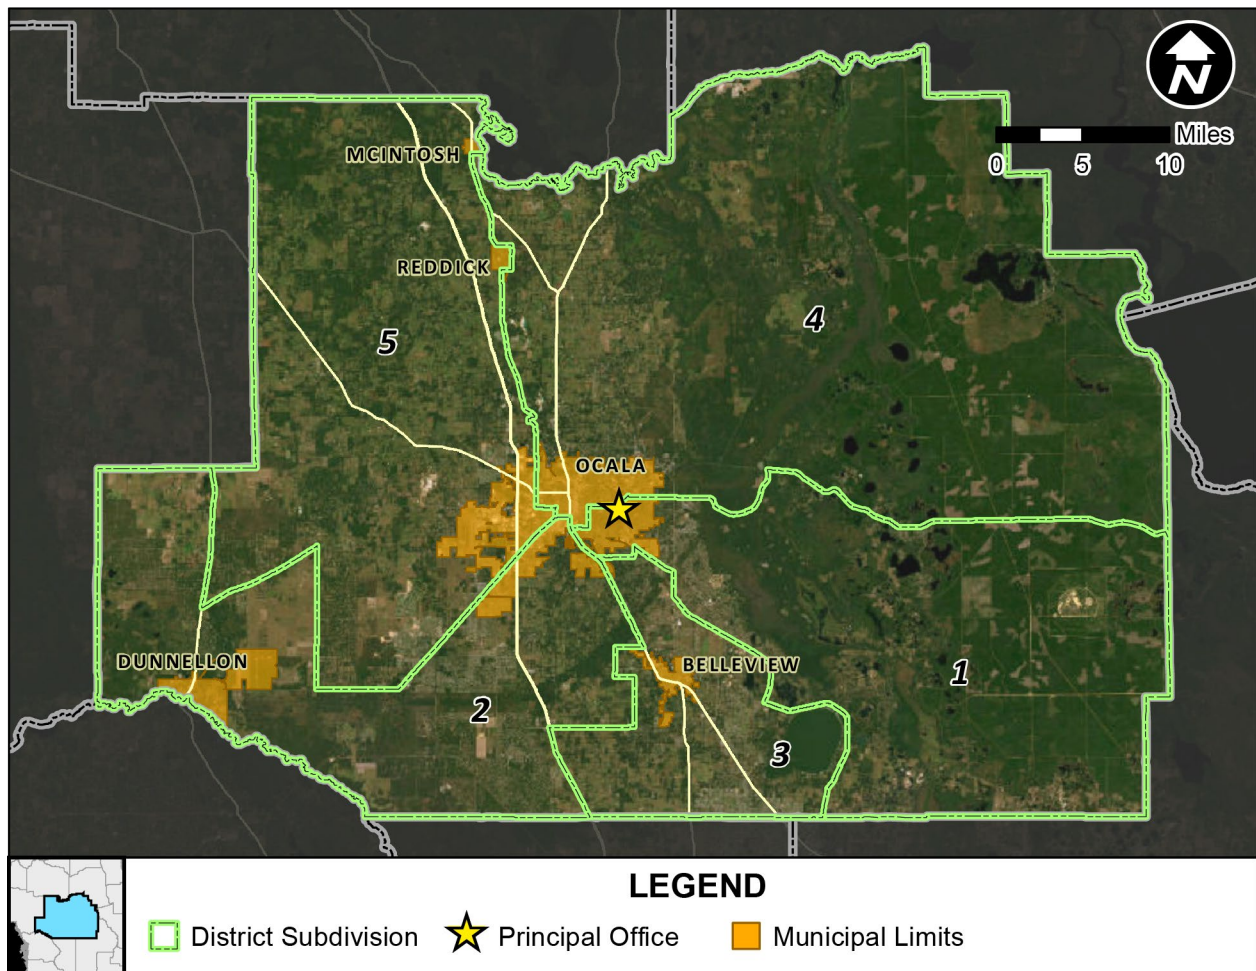 N
Miles
0 5 10
MCINTOSH
REDDICK
4
5
OCALA
DUNNELLON
BELLEVIEW
1
2
3
LEGEND
District Subdivision
Principal Office
Municipal Limits